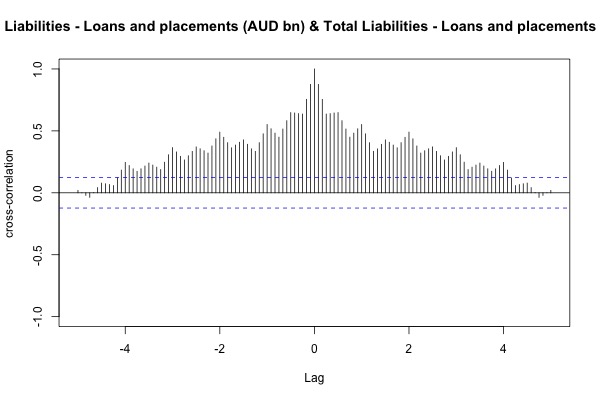 Liabilities - Loans and placements (AUD bn) & Total Liabilities - Loans and placements
1.0
0.5
0.0
-0.5
-1.0
cross-correlation
-4 -2 0 2 4
Lag